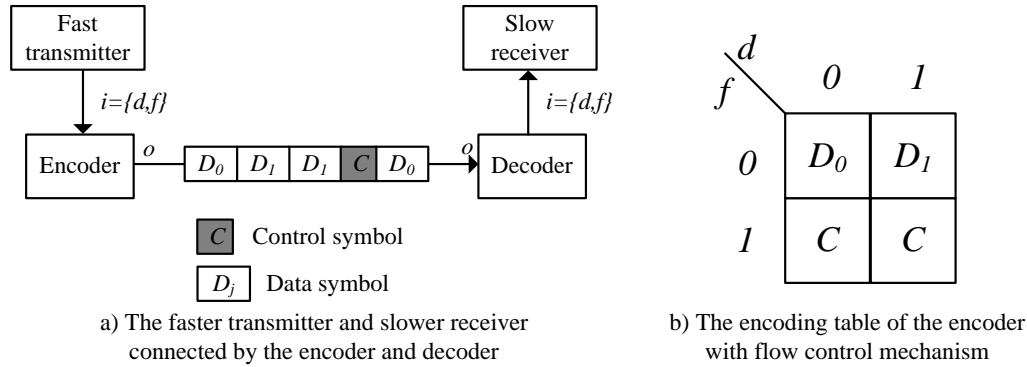 Fast
transmitter
Slow
receiver
i={d,f}
i={d,f}
Encoder
o
D0 D1 D1 C D0
o
Decoder
C Control symbol
Dj Data symbol
a) The faster transmitter and slower receiver
connected by the encoder and decoder
d
f
0 1
0 D0 D1
1 C C
b) The encoding table of the encoder
with flow control mechanism